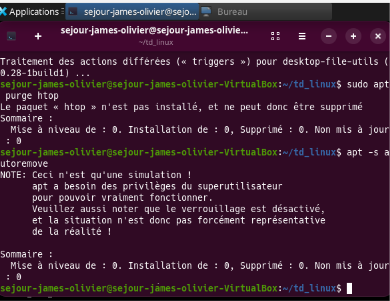 Applications
sejour-james-olivier@sejo...
Bureau
sejour-james-olivier@sejour-james-olivie...
~/td_linux
Traitement des actions différées (« triggers ») pour desktop-file-utils (
0.28-1build1) ...
sejour-james-olivier@sejour-james-olivier-VirtualBox:~/td_linux$ sudo apt
purge htop
Le paquet « htop » n'est pas installé, et ne peut donc être supprimé
Sommaire :
Mise à niveau de : 0. Installation de : 0, Supprimé : 0. Non mis à jour
: 0
sejour-james-olivier@sejour-james-olivier-VirtualBox:~/td_linux$ apt -s a
utoremove
NOTE: Ceci n'est qu'une simulation !
apt a besoin des privilèges du superutilisateur
pour pouvoir vraiment fonctionner.
Veuillez aussi noter que le verrouillage est désactivé,
et la situation n'est donc pas forcément représentative
de la réalité !
Sommaire :
Mise à niveau de : 0. Installation de : 0, Supprimé : 0. Non mis à jour
: 0
sejour-james-olivier@sejour-james-olivier-VirtualBox:~/td_linux$